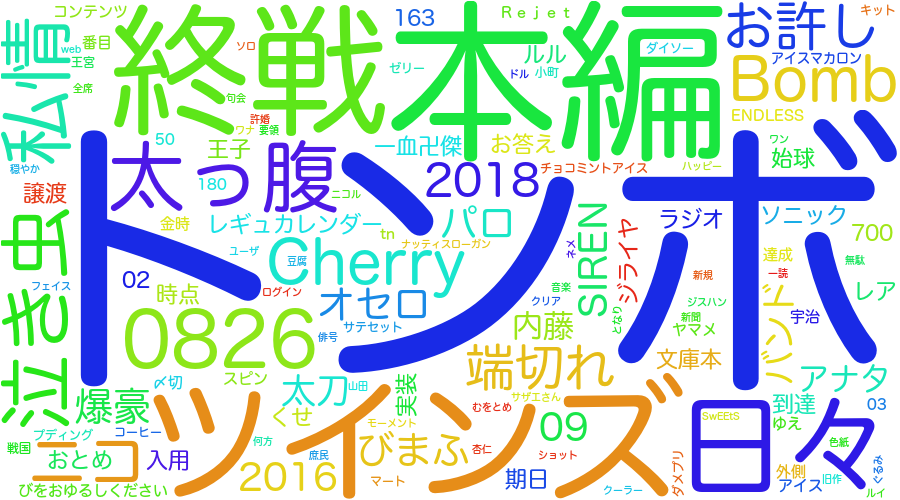 コンテンツ
163
Rejet
お許し
キット
web
番目
王宮
全席
終戦
本編
ソロ
ゼリー
ルル
ドル
小町
ダイソー
アイスマカロン
Bomb
ENDLESS
私情
句会
許婚
ワナ
要領
穏やか
50
王子
太っ腹
一血卍傑
お答え
チョコミントアイス
ハッピー
ワン
始球
180
ニコル
2018
譲渡
金時
レギュカレンダー
tn
パロ
SIREN
ジライヤ
ラジオ
ソニック
700
トンボ
泣き虫
02
フェイス
時点
ユーザ
豆腐
ナッティスローガン
Cherry
ネメ
達成
一読
無駄
新規
ログイン
オセロ
クリア
音楽
ジスハン
レア
0826
俳号
サテセット
内藤
となり
新聞
ヤマメ
宇治
バンド
〆切
スピン
太刀
山田
端切れ
文庫本
アナタ
爆豪
実装
サザエさん
到達
03
戦国
プディング
コーヒー
くせ
モーメント
むをとめ
09
SwEEtS
ゆえ
コツインズ
日々
おとめ
入用
何方
庶民
びまふ
杏仁
ショット
色紙
くるみ
2016
マート
期日
クーラー
ダメプリ
外側
アイス
旧作
ルイ
びをおゆるしください